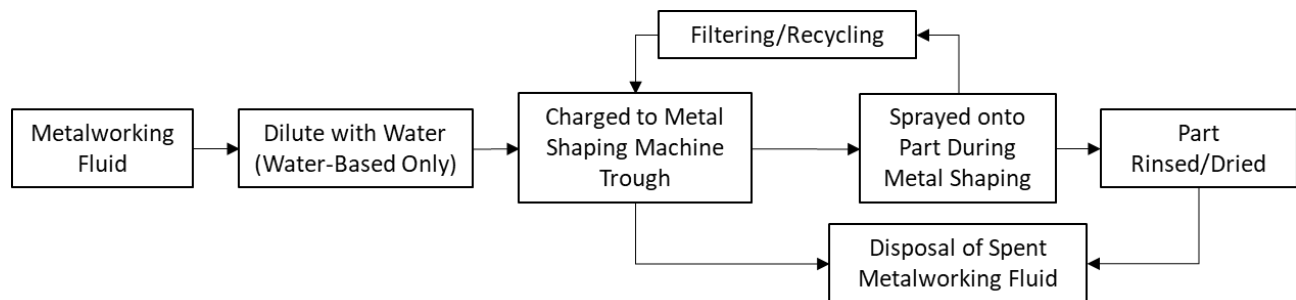 Filtering/Recycling
Metalworking
Fluid
Dilute with Water
(Water-Based Only)
Charged to Metal
Shaping Machine
Trough
Sprayed onto
Part During
Metal Shaping
Part
Rinsed/Dried
Disposal of Spent
Metalworking Fluid